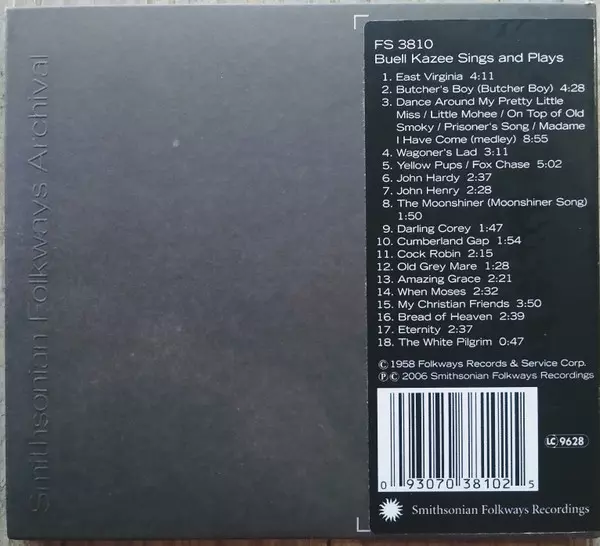 Smithsonian Folkways Archival
FS 3810
Buell Kazee Sings and Plays
1. East Virginia 4:11
2. Butcher's Boy (Butcher Boy) 4:28
3. Dance Around My Pretty Little
Miss / Little Mohee / On Top of Old
Smoky / Prisoner's Song / Madame
I Have Come (medley) 8:55
4. Wagoner's Lad 3:11
5. Yellow Pups / Fox Chase 5:02
6. John Hardy 2:37
7. John Henry 2:28
8. The Moonshiner (Moonshiner Song)
1:50
9. Darling Corey 1:47
10. Cumberland Gap 1:54
11. Cock Robin 2:15
12. Old Grey Mare 1:28
13. Amazing Grace 2:21
14. When Moses 2:32
15. My Christian Friends 3:50
16. Bread of Heaven 2:39
17. Eternity 2:37
18. The White Pilgrim 0:47
© 1958 Folkways Records & Service Corp.
℗© 2006 Smithsonian Folkways Recordings
LC 9628
0 93070 38102 5
Smithsonian Folkways Recordings